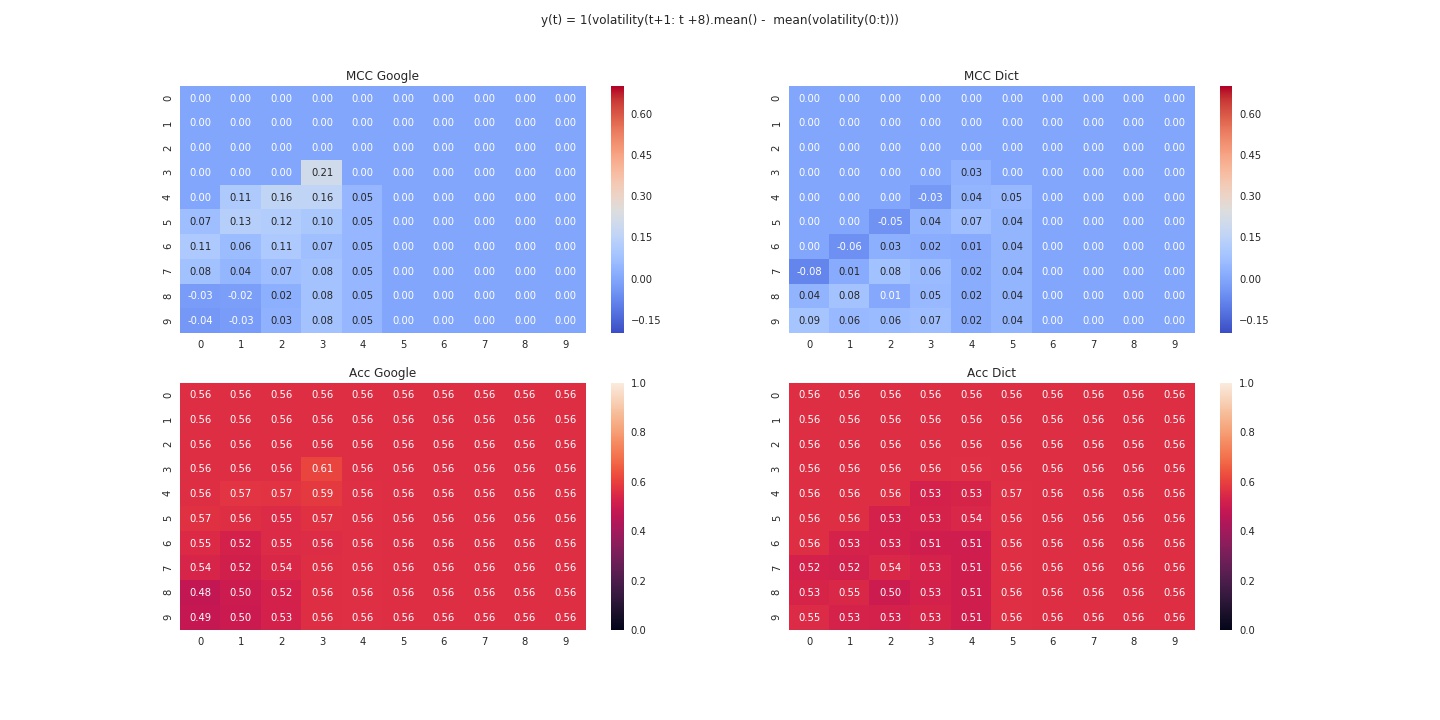 y(t) = 1(volatility(t+1: t +8).mean() -  mean(volatility(0:t)))
MCC Google
0 0.00 0.00 0.00 0.00 0.00 0.00 0.00 0.00 0.00 0.00
1 0.00 0.00 0.00 0.00 0.00 0.00 0.00 0.00 0.00 0.00
2 0.00 0.00 0.00 0.00 0.00 0.00 0.00 0.00 0.00 0.00
3 0.00 0.00 0.00 0.21 0.00 0.00 0.00 0.00 0.00 0.00
4 0.00 0.11 0.16 0.16 0.05 0.00 0.00 0.00 0.00 0.00
5 0.07 0.13 0.12 0.10 0.05 0.00 0.00 0.00 0.00 0.00
6 0.11 0.06 0.11 0.07 0.05 0.00 0.00 0.00 0.00 0.00
7 0.08 0.04 0.07 0.08 0.05 0.00 0.00 0.00 0.00 0.00
8 -0.03 -0.02 0.02 0.08 0.05 0.00 0.00 0.00 0.00 0.00
9 -0.04 -0.03 0.03 0.08 0.05 0.00 0.00 0.00 0.00 0.00
0 1 2 3 4 5 6 7 8 9
0.60
0.45
0.30
0.15
0.00
−0.15
MCC Dict
0 0.00 0.00 0.00 0.00 0.00 0.00 0.00 0.00 0.00 0.00
1 0.00 0.00 0.00 0.00 0.00 0.00 0.00 0.00 0.00 0.00
2 0.00 0.00 0.00 0.00 0.00 0.00 0.00 0.00 0.00 0.00
3 0.00 0.00 0.00 0.00 0.03 0.00 0.00 0.00 0.00 0.00
4 0.00 0.00 0.00 -0.03 0.04 0.05 0.00 0.00 0.00 0.00
5 0.00 0.00 -0.05 0.04 0.07 0.04 0.00 0.00 0.00 0.00
6 0.00 -0.06 0.03 0.02 0.01 0.04 0.00 0.00 0.00 0.00
7 -0.08 0.01 0.08 0.06 0.02 0.04 0.00 0.00 0.00 0.00
8 0.04 0.08 0.01 0.05 0.02 0.04 0.00 0.00 0.00 0.00
9 0.09 0.06 0.06 0.07 0.02 0.04 0.00 0.00 0.00 0.00
0 1 2 3 4 5 6 7 8 9
0.60
0.45
0.30
0.15
0.00
−0.15
Acc Google
0 0.56 0.56 0.56 0.56 0.56 0.56 0.56 0.56 0.56 0.56
1 0.56 0.56 0.56 0.56 0.56 0.56 0.56 0.56 0.56 0.56
2 0.56 0.56 0.56 0.56 0.56 0.56 0.56 0.56 0.56 0.56
3 0.56 0.56 0.56 0.61 0.56 0.56 0.56 0.56 0.56 0.56
4 0.56 0.57 0.57 0.59 0.56 0.56 0.56 0.56 0.56 0.56
5 0.57 0.56 0.55 0.57 0.56 0.56 0.56 0.56 0.56 0.56
6 0.55 0.52 0.55 0.56 0.56 0.56 0.56 0.56 0.56 0.56
7 0.54 0.52 0.54 0.56 0.56 0.56 0.56 0.56 0.56 0.56
8 0.48 0.50 0.52 0.56 0.56 0.56 0.56 0.56 0.56 0.56
9 0.49 0.50 0.53 0.56 0.56 0.56 0.56 0.56 0.56 0.56
0 1 2 3 4 5 6 7 8 9
1.0
0.8
0.6
0.4
0.2
0.0
Acc Dict
0 0.56 0.56 0.56 0.56 0.56 0.56 0.56 0.56 0.56 0.56
1 0.56 0.56 0.56 0.56 0.56 0.56 0.56 0.56 0.56 0.56
2 0.56 0.56 0.56 0.56 0.56 0.56 0.56 0.56 0.56 0.56
3 0.56 0.56 0.56 0.56 0.56 0.56 0.56 0.56 0.56 0.56
4 0.56 0.56 0.56 0.53 0.53 0.57 0.56 0.56 0.56 0.56
5 0.56 0.56 0.53 0.53 0.54 0.56 0.56 0.56 0.56 0.56
6 0.56 0.53 0.53 0.51 0.51 0.56 0.56 0.56 0.56 0.56
7 0.52 0.52 0.54 0.53 0.51 0.56 0.56 0.56 0.56 0.56
8 0.53 0.55 0.50 0.53 0.51 0.56 0.56 0.56 0.56 0.56
9 0.55 0.53 0.53 0.53 0.51 0.56 0.56 0.56 0.56 0.56
0 1 2 3 4 5 6 7 8 9
1.0
0.8
0.6
0.4
0.2
0.0